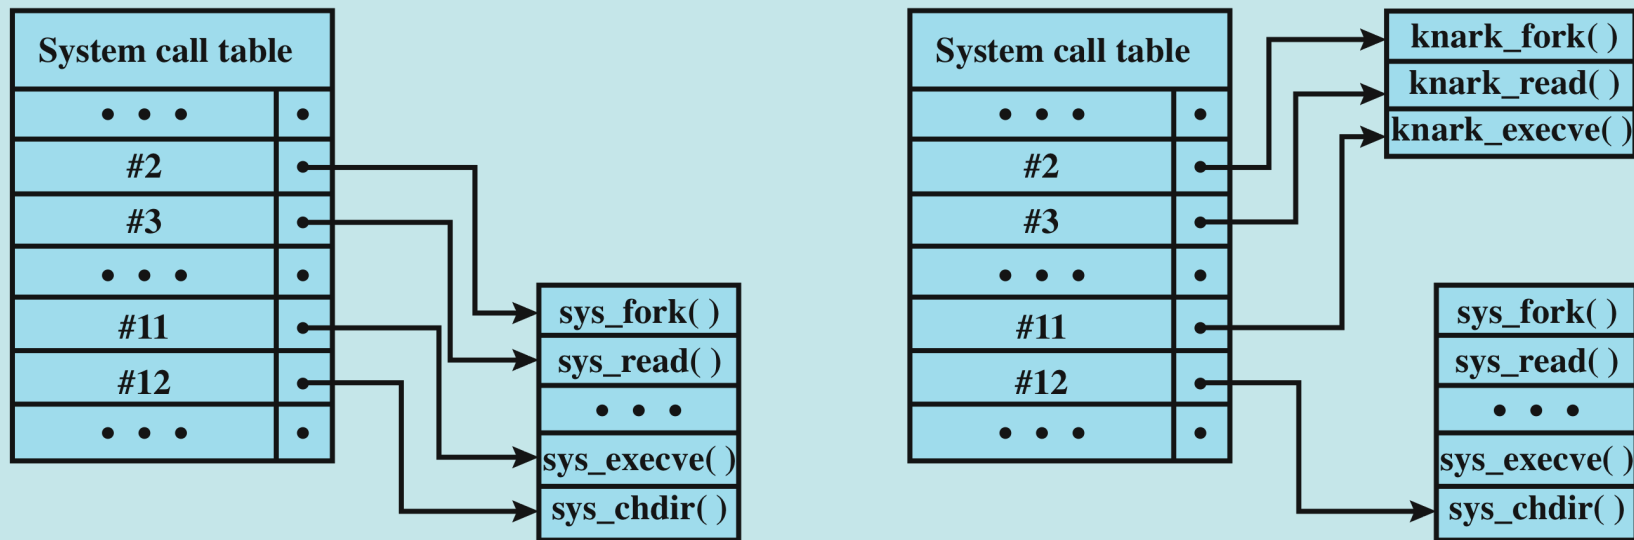 System call table
• • • •
#2
#3
• • • •
#11
#12
• • • •
sys_fork( )
sys_read( )
• • •
sys_execve( )
sys_chdir( )
System call table
• • • •
#2
#3
• • • •
#11
#12
• • • •
knark_fork( )
knark_read( )
knark_execve( )
sys_fork( )
sys_read( )
• • •
sys_execve( )
sys_chdir( )